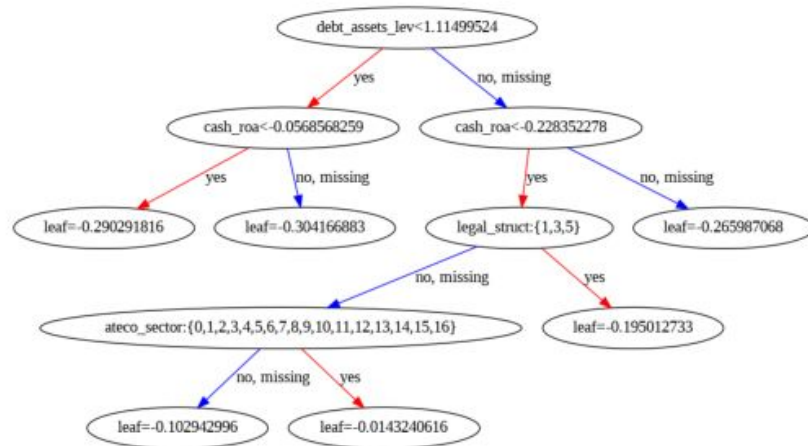 debt_assets_lev<1.11499524
yes
no, missing
cash_roa<-0.0568568259
cash_roa<-0.228352278
yes
no, missing
yes
no, missing
leaf=-0.290291816
leaf=-0.304166883
legal_struct:{1,3,5}
leaf=-0.265987068
no, missing
yes
ateco_sector:{0,1,2,3,4,5,6,7,8,9,10,11,12,13,14,15,16}
leaf=-0.195012733
no, missing
yes
leaf=-0.102942996
leaf=-0.0143240616